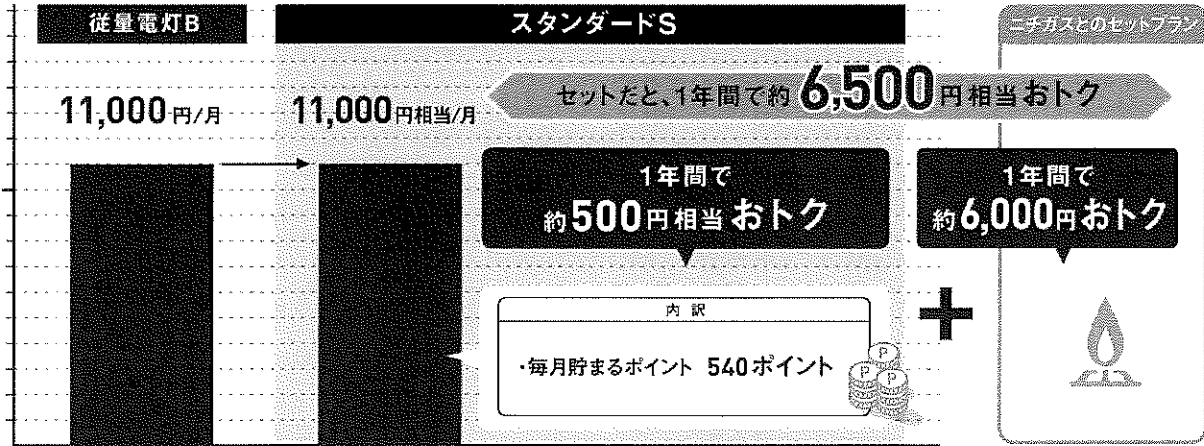 従量電灯B
スタンダードS
ニチガスとのセットプラン
セットだと、1年間で約6,500円相当おトク
11,000円/月
11,000円相当/月
1年間で
約500円相当おトク
1年間で
約6,000円おトク
内訳
・毎月貯まるポイント 540ポイント
+
P
P
P